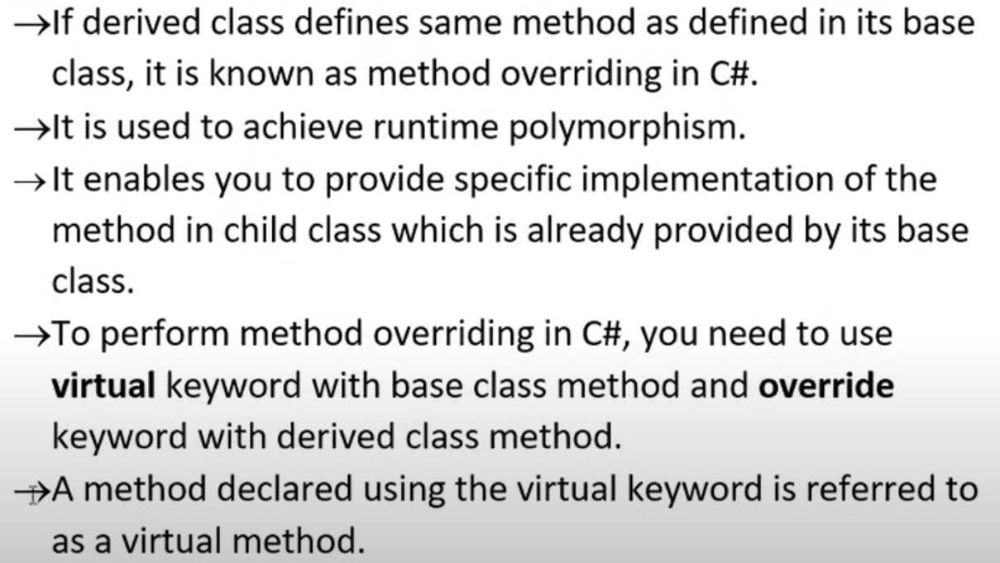 →If derived class defines same method as defined in its base
class, it is known as method overriding in C#.
→It is used to achieve runtime polymorphism.
→It enables you to provide specific implementation of the
method in child class which is already provided by its base
class.
→To perform method overriding in C#, you need to use
virtual keyword with base class method and override
keyword with derived class method.
→A method declared using the virtual keyword is referred to
as a virtual method.